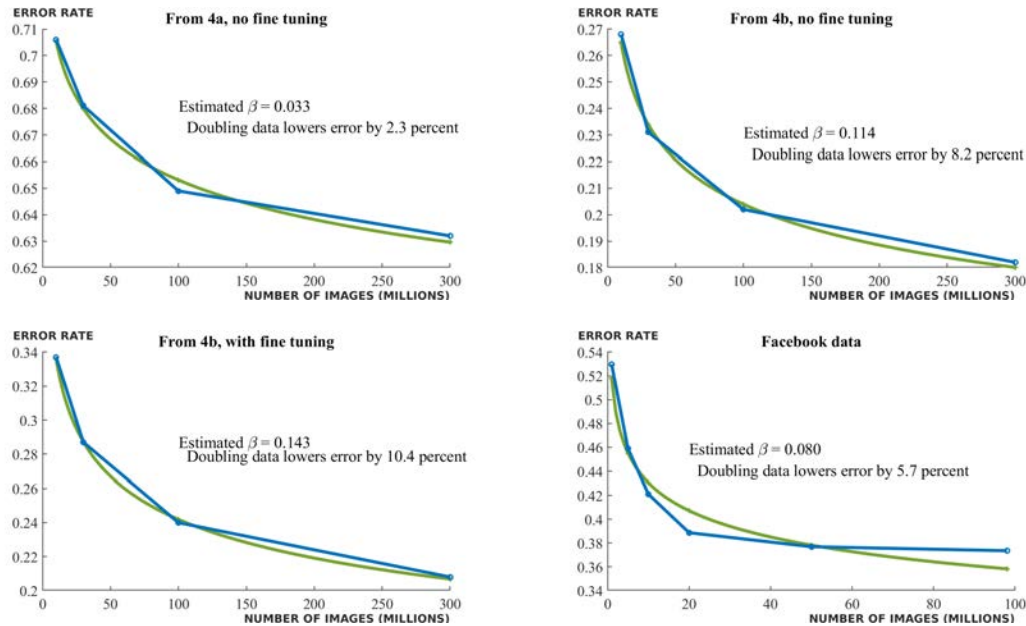 ERROR RATE
From 4a, no fine tuning
0.71
0.7
0.69
0.68
0.67
0.66
0.65
0.64
0.63
0.62
Estimated β = 0.033
Doubling data lowers error by 2.3 percent
0 50 100 150 200 250 300
NUMBER OF IMAGES (MILLIONS)
ERROR RATE
From 4b, no fine tuning
0.27
0.26
0.25
0.24
0.23
0.22
0.21
0.2
0.19
0.18
Estimated β = 0.114
Doubling data lowers error by 8.2 percent
0 50 100 150 200 250 300
NUMBER OF IMAGES (MILLIONS)
ERROR RATE
From 4b, with fine tuning
0.34
0.32
0.3
0.28
0.26
0.24
0.22
0.2
Estimated β = 0.143
Doubling data lowers error by 10.4 percent
0 50 100 150 200 250 300
NUMBER OF IMAGES (MILLIONS)
ERROR RATE
Facebook data
0.54
0.52
0.5
0.48
0.46
0.44
0.42
0.4
0.38
0.36
0.34
Estimated β = 0.080
Doubling data lowers error by 5.7 percent
0 20 40 60 80 100
NUMBER OF IMAGES (MILLIONS)